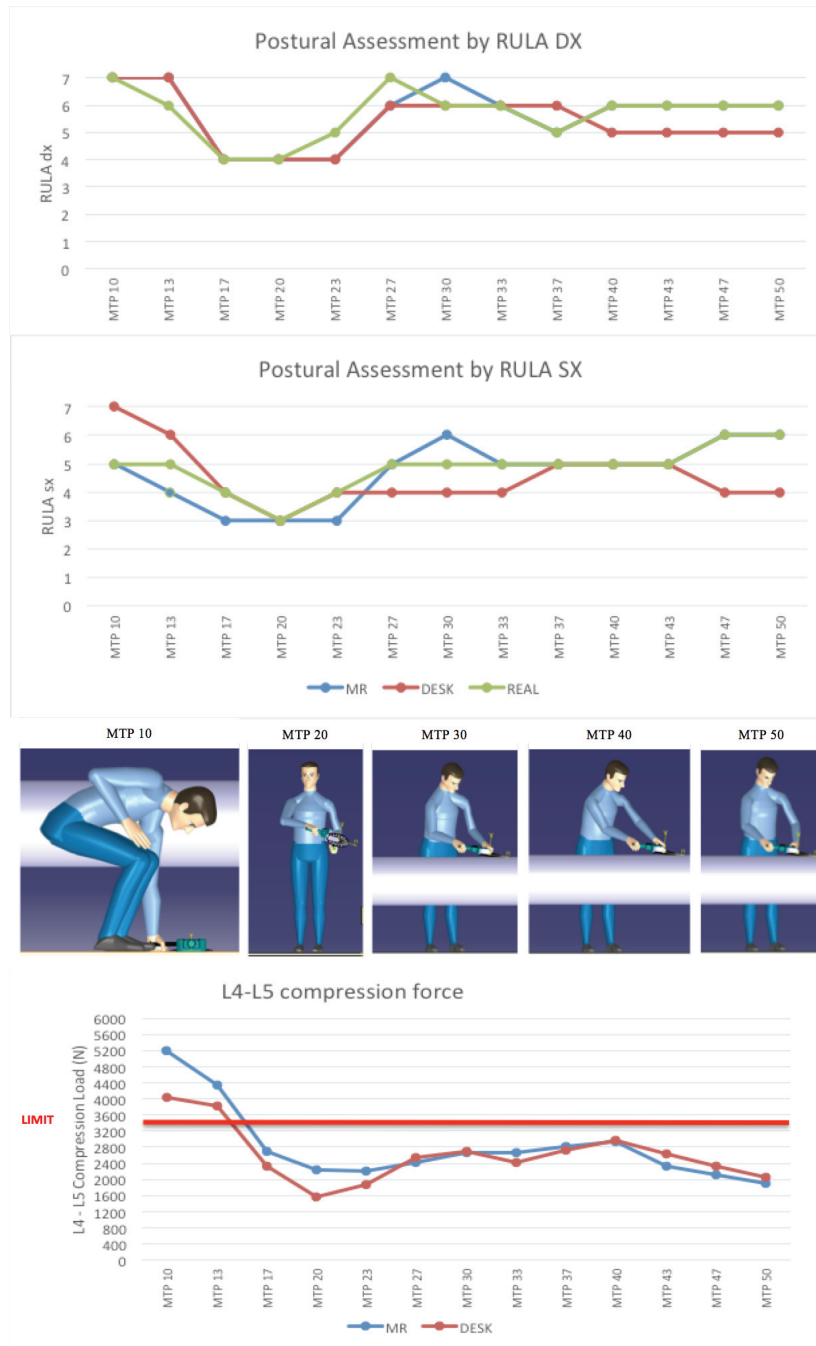 Postural Assessment by RULA DX
RULA dx
7
6
5
4
3
2
1
0
MTP 10
MTP 13
MTP 17
MTP 20
MTP 23
MTP 27
MTP 30
MTP 33
MTP 37
MTP 40
MTP 43
MTP 47
MTP 50
Postural Assessment by RULA SX
RULA sx
7
6
5
4
3
2
1
0
MTP 10
MTP 13
MTP 17
MTP 20
MTP 23
MTP 27
MTP 30
MTP 33
MTP 37
MTP 40
MTP 43
MTP 47
MTP 50
MR DESK REAL
MTP 10 MTP 20 MTP 30 MTP 40 MTP 50
L4-L5 compression force
L4 - L5 Compression Load (N)
6000
5600
5200
4800
4400
4000
3600
LIMIT
3200
2800
2400
2000
1600
1200
800
400
0
MTP 10
MTP 13
MTP 17
MTP 20
MTP 23
MTP 27
MTP 30
MTP 33
MTP 37
MTP 40
MTP 43
MTP 47
MTP 50
MR DESK